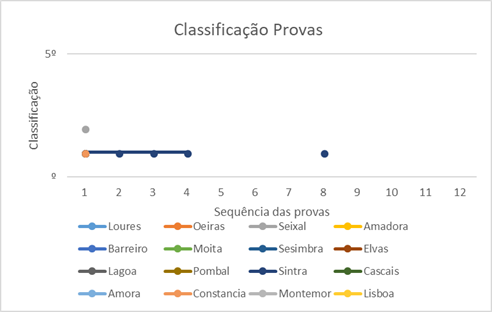 Classificação Provas
5º
Classificação
º
1 2 3 4 5 6 7 8 9 10 11 12
Sequência das provas
Loures Oeiras Seixal Amadora
Barreiro Moita Sesimbra Elvas
Lagoa Pombal Sintra Cascais
Amora Constancia Montemor Lisboa